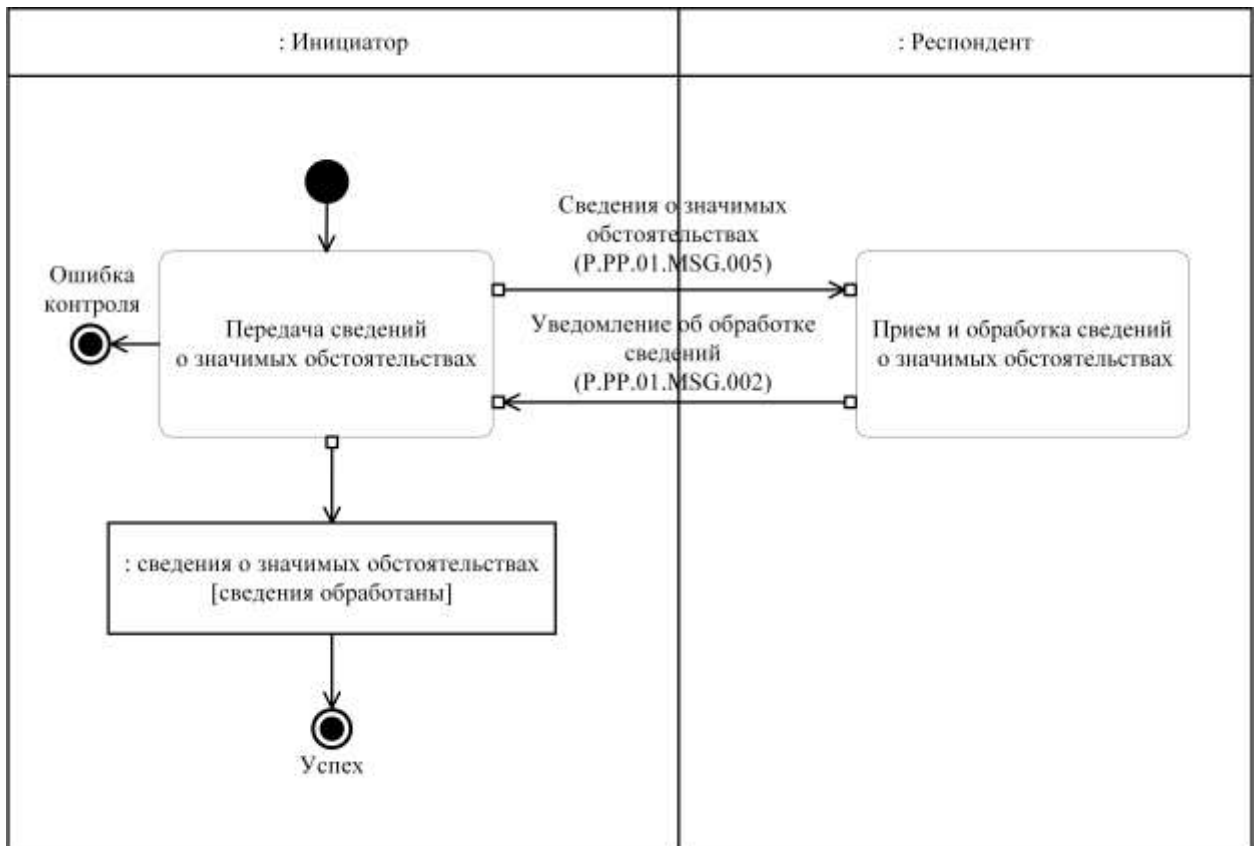 : Инициатор
: Респондент
Сведения о значимых
обстоятельствах
(P.PP.01.MSG.005)
Ошибка
контроля
Передача сведений
о значимых обстоятельствах
Уведомление об обработке
сведений
(P.PP.01.MSG.002)
Прием и обработка сведений
о значимых обстоятельствах
: сведения о значимых обстоятельствах
[сведения обработаны]
Успех